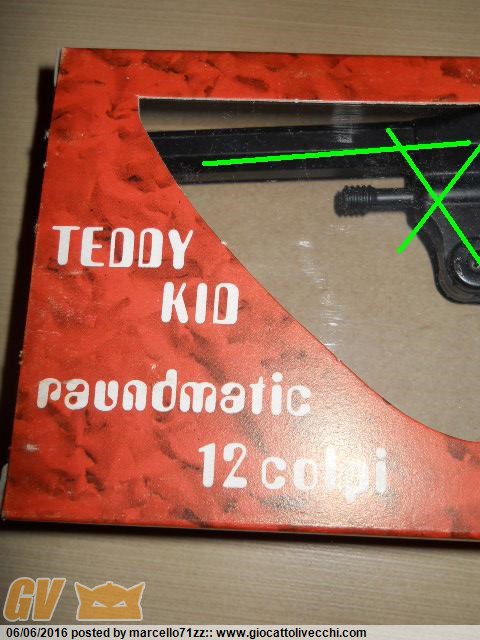 TEDDY
KID
raundmatic
12 colpi
GV
06/06/2016 posted by marcello71zz:: www.giocattolivecchi.com